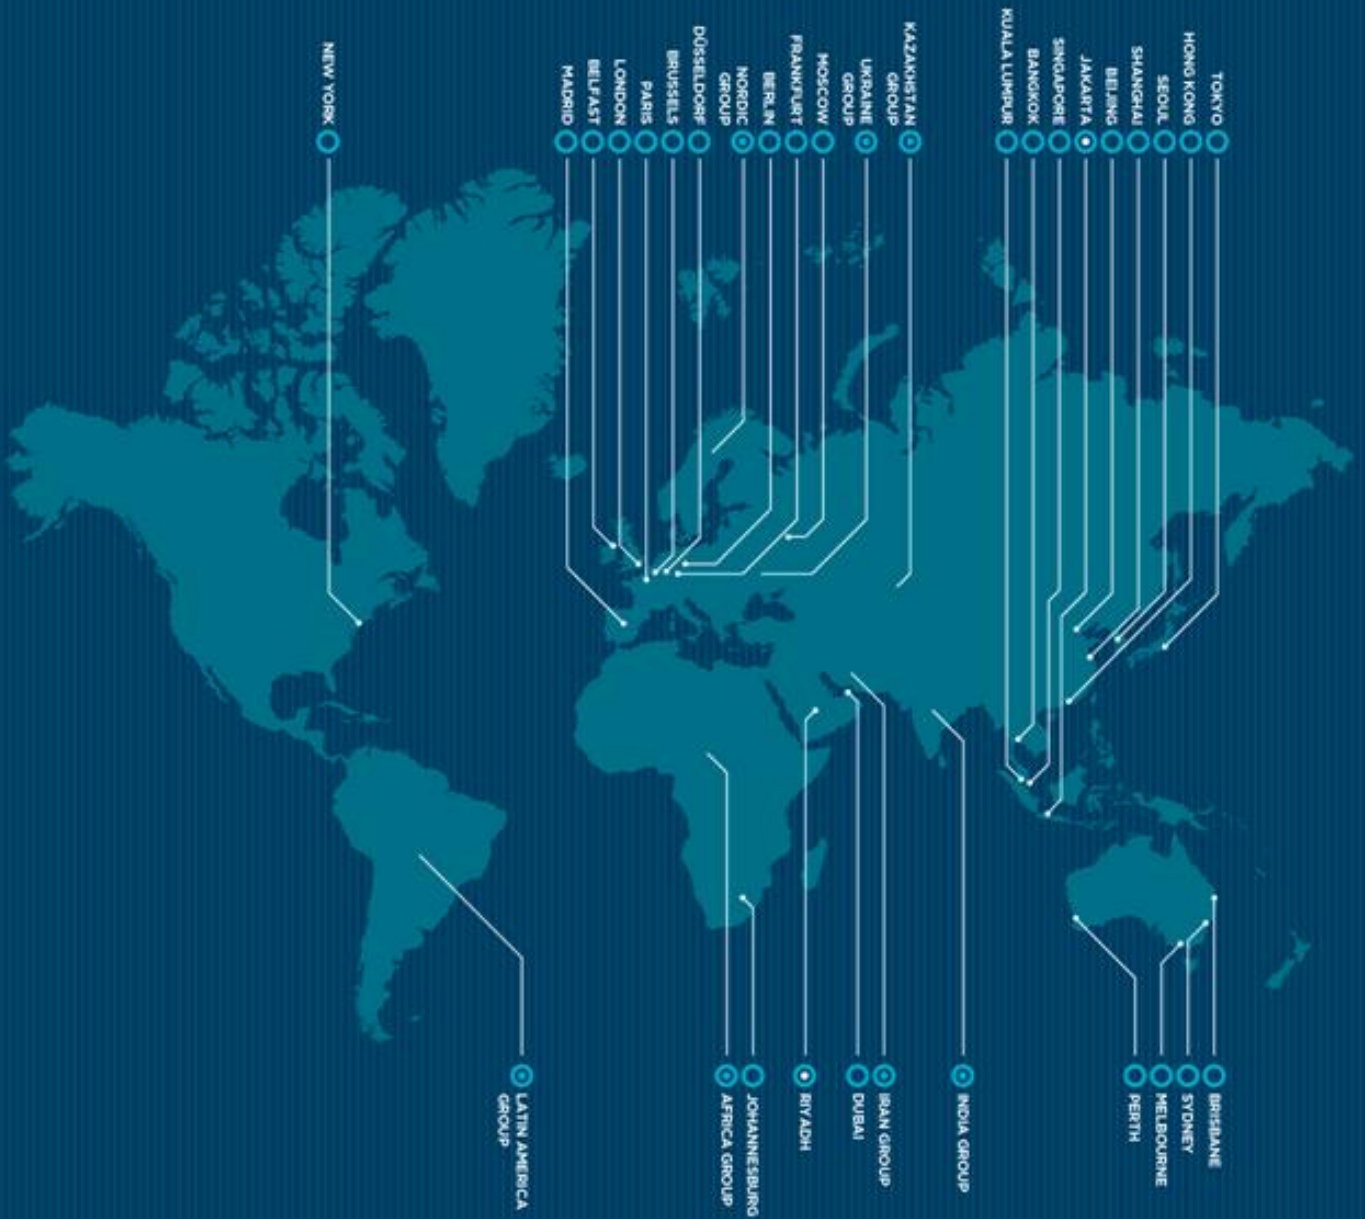 NEW YORK
MADRID
BELFAST
LONDON
PARIS
BRUSSELS
DÜSSELDORF
NORDIC
GROUP
BERLIN
FRANKFURT
MOSCOW
UKRAINE
GROUP
KAZAKHSTAN
GROUP
KUALA LUMPUR
BANGKOK
SINGAPORE
JAKARTA
BEIJING
SHANGHAI
SEOUL
HONG KONG
TOKYO
LATIN AMERICA
GROUP
AFRICA GROUP
JOHANNESBURG
RIYADH
DUBAI
IRAN GROUP
INDIA GROUP
PERTH
MELBOURNE
SYDNEY
BRISBANE